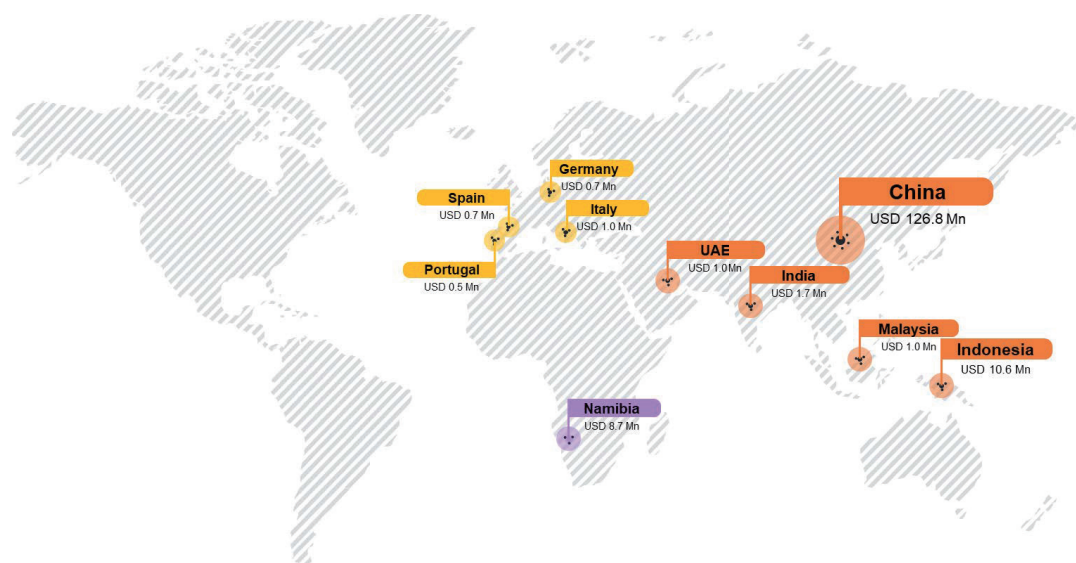 Germany
USD 0.7 Mn
Spain
USD 0.7 Mn
Italy
USD 1.0 Mn
Portugal
USD 0.5 Mn
China
USD 126.8 Mn
UAE
USD 1.0 Mn
India
USD 1.7 Mn
Malaysia
USD 1.0 Mn
Indonesia
USD 10.6 Mn
Namibia
USD 8.7 Mn